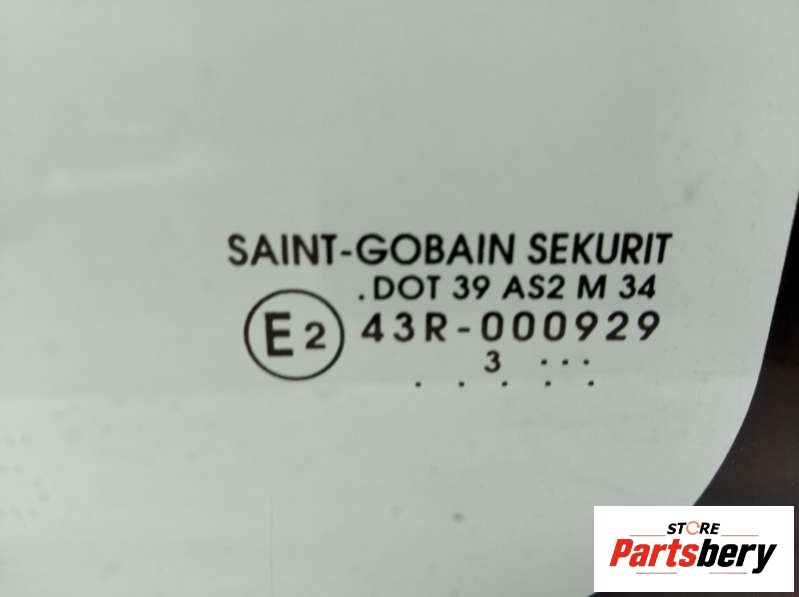 SAINT-GOBAIN SEKURIT
.DOT 39 AS2 M 34
E2 43R-000929
3 ...
. . . . .
STORE
Partsbery